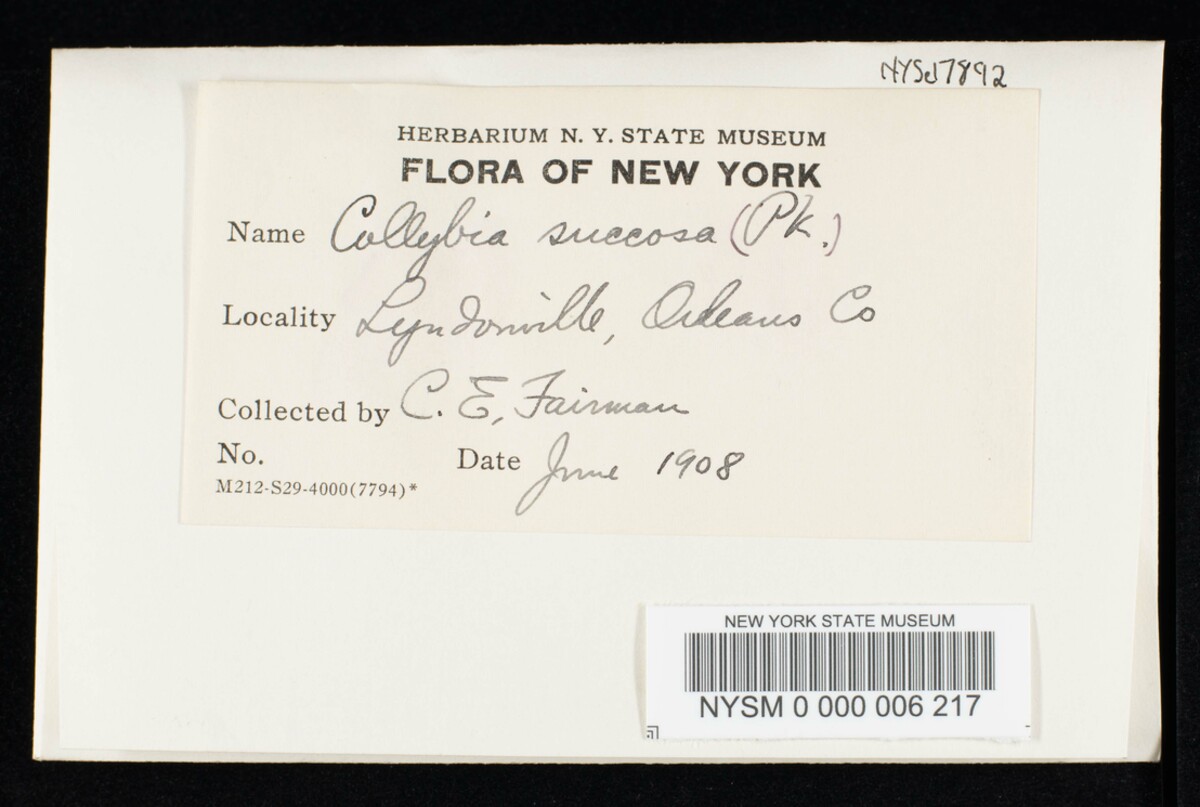 NYSd7892
HERBARIUM N. Y. STATE MUSEUM
FLORA OF NEW YORK
Name Collybia succosa (Pk.)
Locality Lyndonville, Orleans Co
Collected by C. E. Fairman
No. Date June 1908
M212-S29-4000(7794)*
NEW YORK STATE MUSEUM
NYSM 0 000 006 217